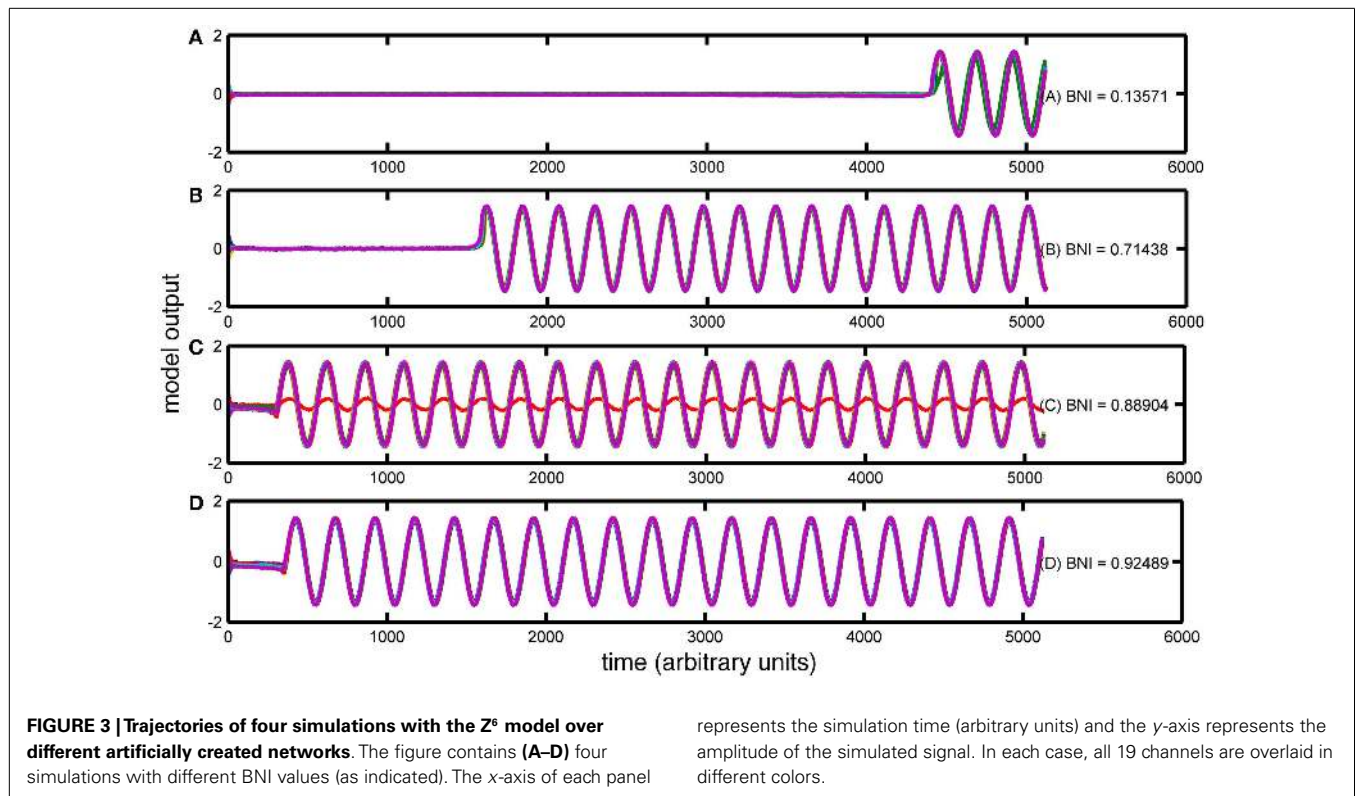 A
2
0
-2
(A) BNI = 0.13571
0 1000 2000 3000 4000 5000 6000
B
2
0
-2
(B) BNI = 0.71438
0 1000 2000 3000 4000 5000 6000
model output
C
2
0
-2
(C) BNI = 0.88904
0 1000 2000 3000 4000 5000 6000
D
2
0
-2
(D) BNI = 0.92489
0 1000 2000 3000 4000 5000 6000
time (arbitrary units)
FIGURE 3 | Trajectories of four simulations with the Z⁶ model over
different artificially created networks. The figure contains (A–D) four
simulations with different BNI values (as indicated). The x-axis of each panel
represents the simulation time (arbitrary units) and the y-axis represents the
amplitude of the simulated signal. In each case, all 19 channels are overlaid in
different colors.